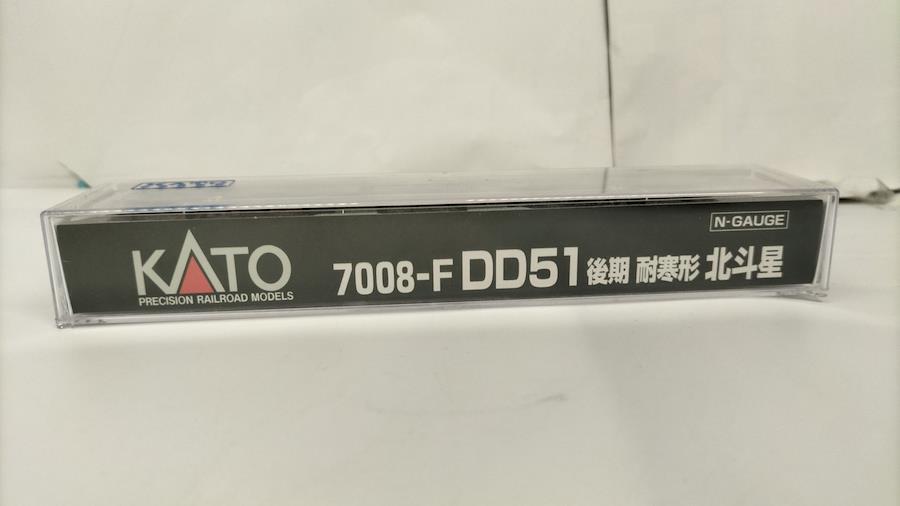 N-GAUGE
KATO
PRECISION RAILROAD MODELS
7008-F DD51 後期 耐寒形 北斗星